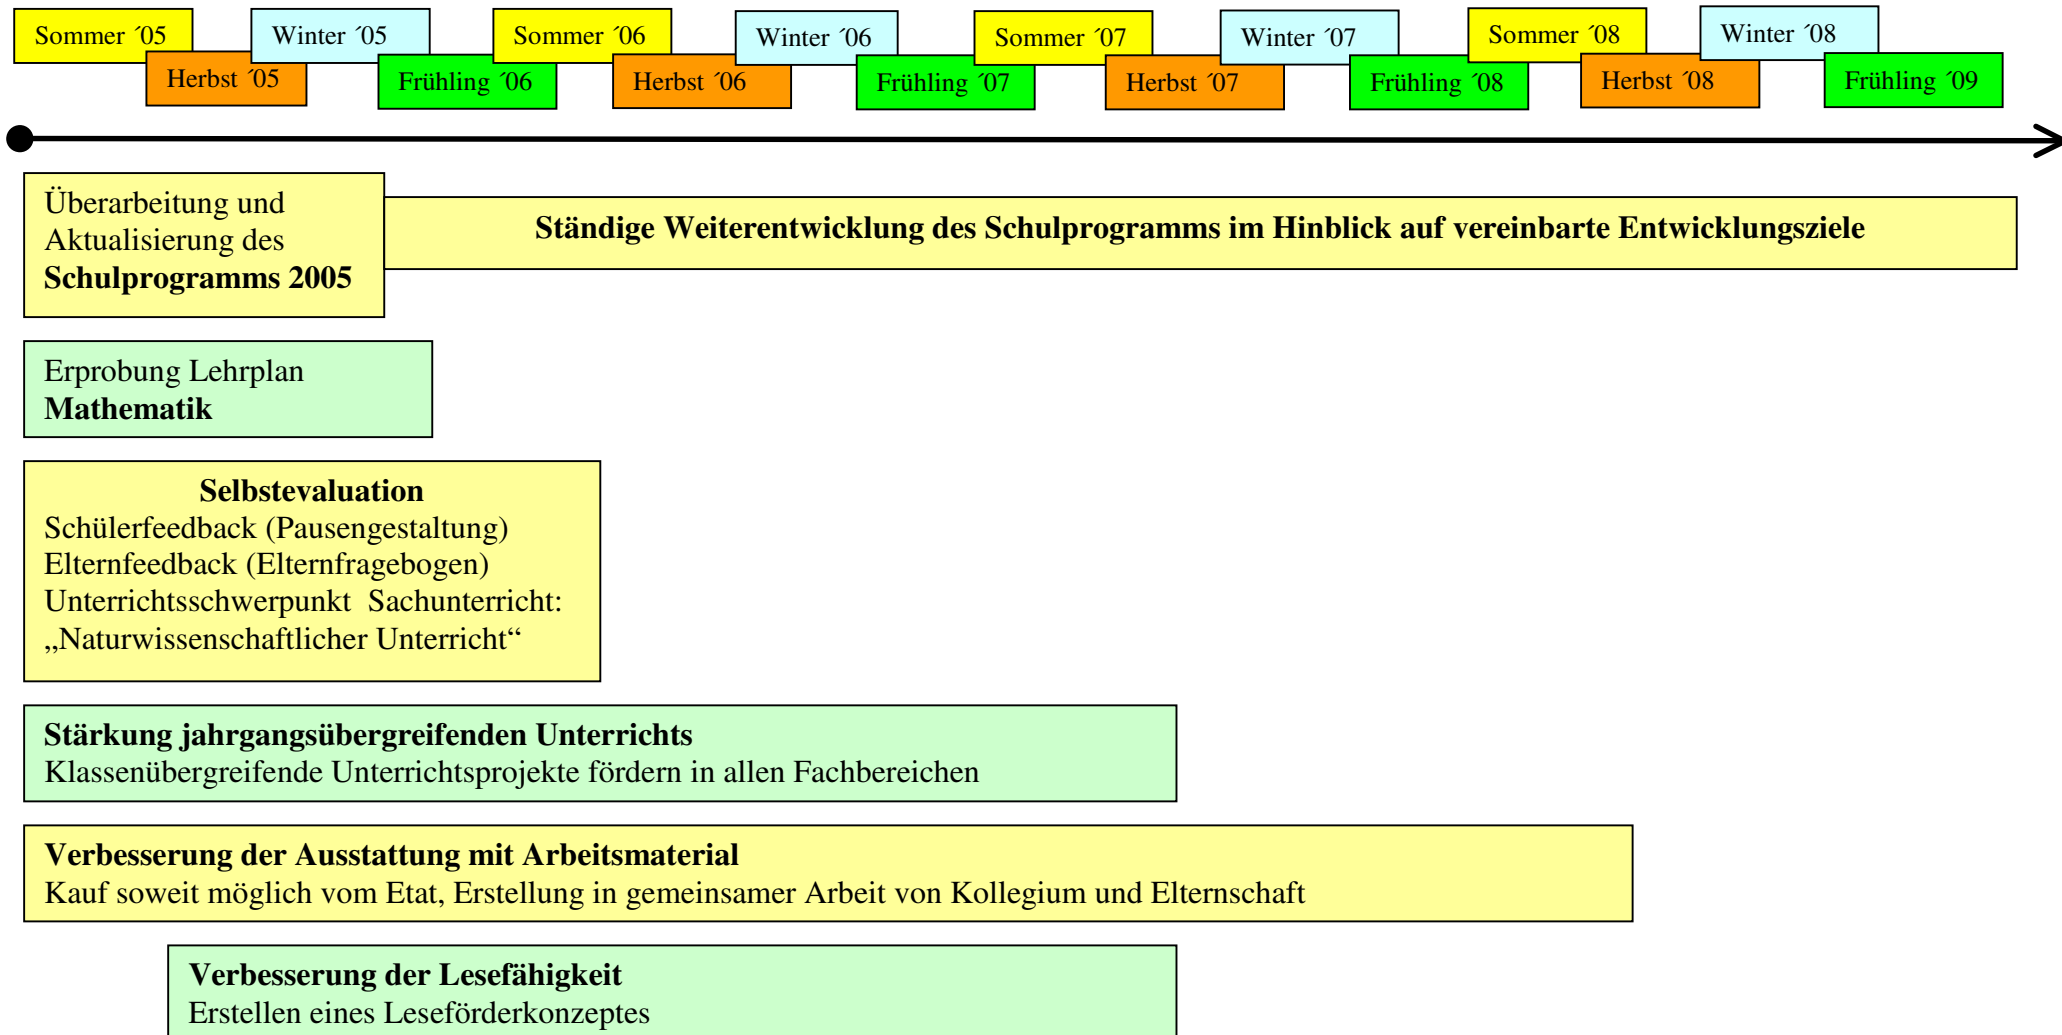 Sommer ´05
Winter ´05
Sommer ´06
Winter ´06
Sommer ´07
Winter ´07
Sommer ´08
Winter ´08
Herbst ´05
Frühling ´06
Herbst ´06
Frühling ´07
Herbst ´07
Frühling ´08
Herbst ´08
Frühling ´09
Überarbeitung und
Aktualisierung des
Schulprogramms 2005
Ständige Weiterentwicklung des Schulprogramms im Hinblick auf vereinbarte Entwicklungsziele
Erprobung Lehrplan
Mathematik
Selbstevaluation
Schülerfeedback (Pausengestaltung)
Elternfeedback (Elternfragebogen)
Unterrichtsschwerpunkt  Sachunterricht:
„Naturwissenschaftlicher Unterricht“
Stärkung jahrgangsübergreifenden Unterrichts
Klassenübergreifende Unterrichtsprojekte fördern in allen Fachbereichen
Verbesserung der Ausstattung mit Arbeitsmaterial
Kauf soweit möglich vom Etat, Erstellung in gemeinsamer Arbeit von Kollegium und Elternschaft
Verbesserung der Lesefähigkeit
Erstellen eines Leseförderkonzeptes